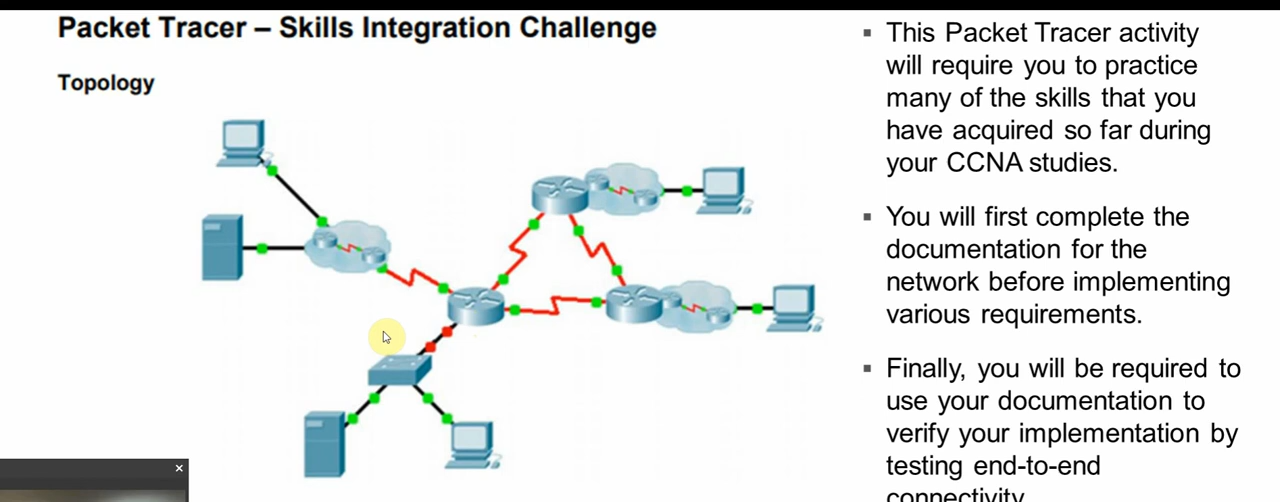 Packet Tracer – Skills Integration Challenge
Topology
▪ This Packet Tracer activity
will require you to practice
many of the skills that you
have acquired so far during
your CCNA studies.
▪ You will first complete the
documentation for the
network before implementing
various requirements.
▪ Finally, you will be required to
use your documentation to
verify your implementation by
testing end-to-end
connectivity